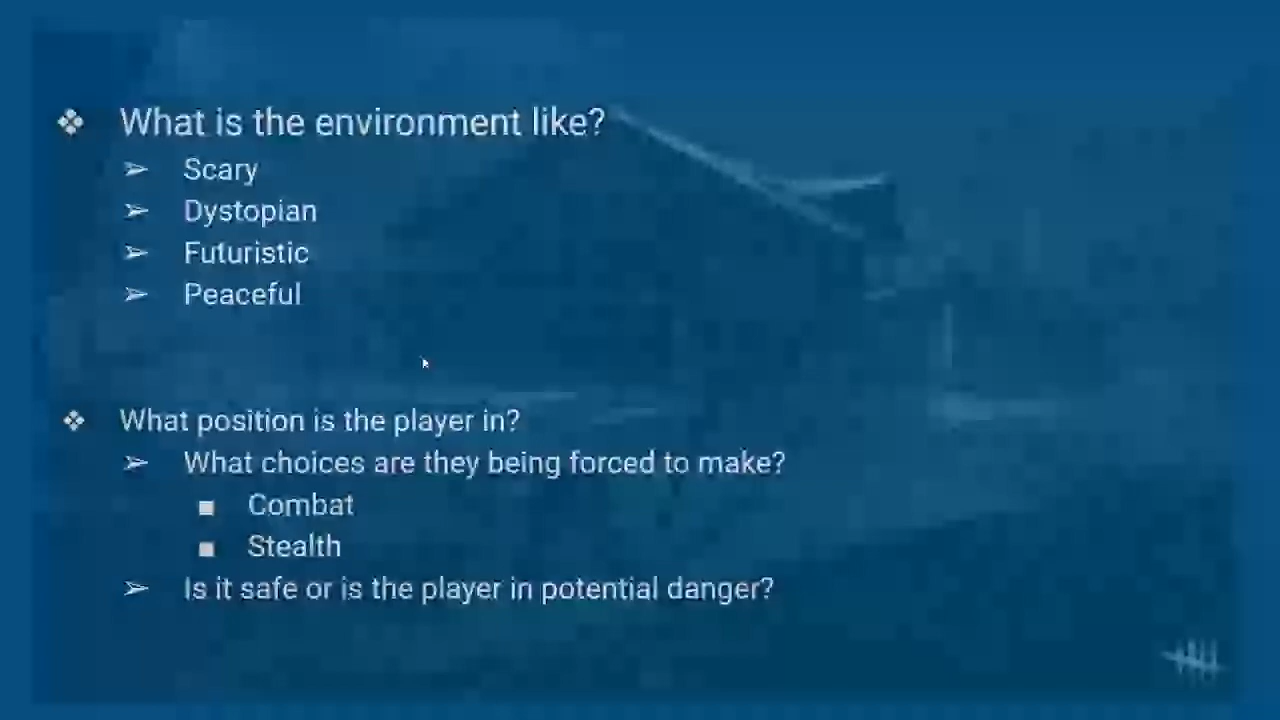 What is the environment like?
Scary
Dystopian
Futuristic
Peaceful
What position is the player in?
What choices are they being forced to make?
Combat
Stealth
Is it safe or is the player in potential danger?